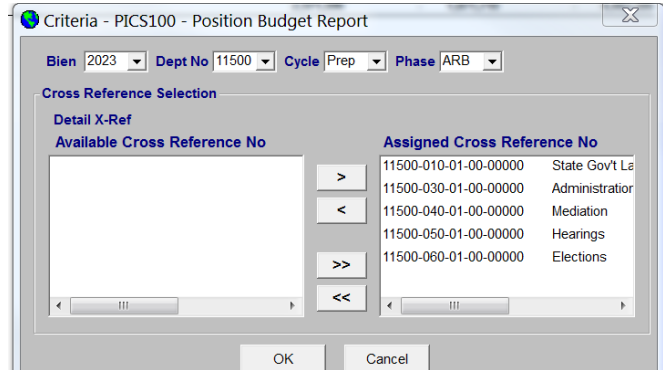 Criteria - PICS100 - Position Budget Report
Bien 2023 Dept No 11500 Cycle Prep Phase ARB
Cross Reference Selection
Detail X-Ref
Available Cross Reference No Assigned Cross Reference No
11500-010-01-00-00000 State Gov't La
11500-030-01-00-00000 Administration
11500-040-01-00-00000 Mediation
11500-050-01-00-00000 Hearings
11500-060-01-00-00000 Elections
>
<
>>
<<
OK Cancel